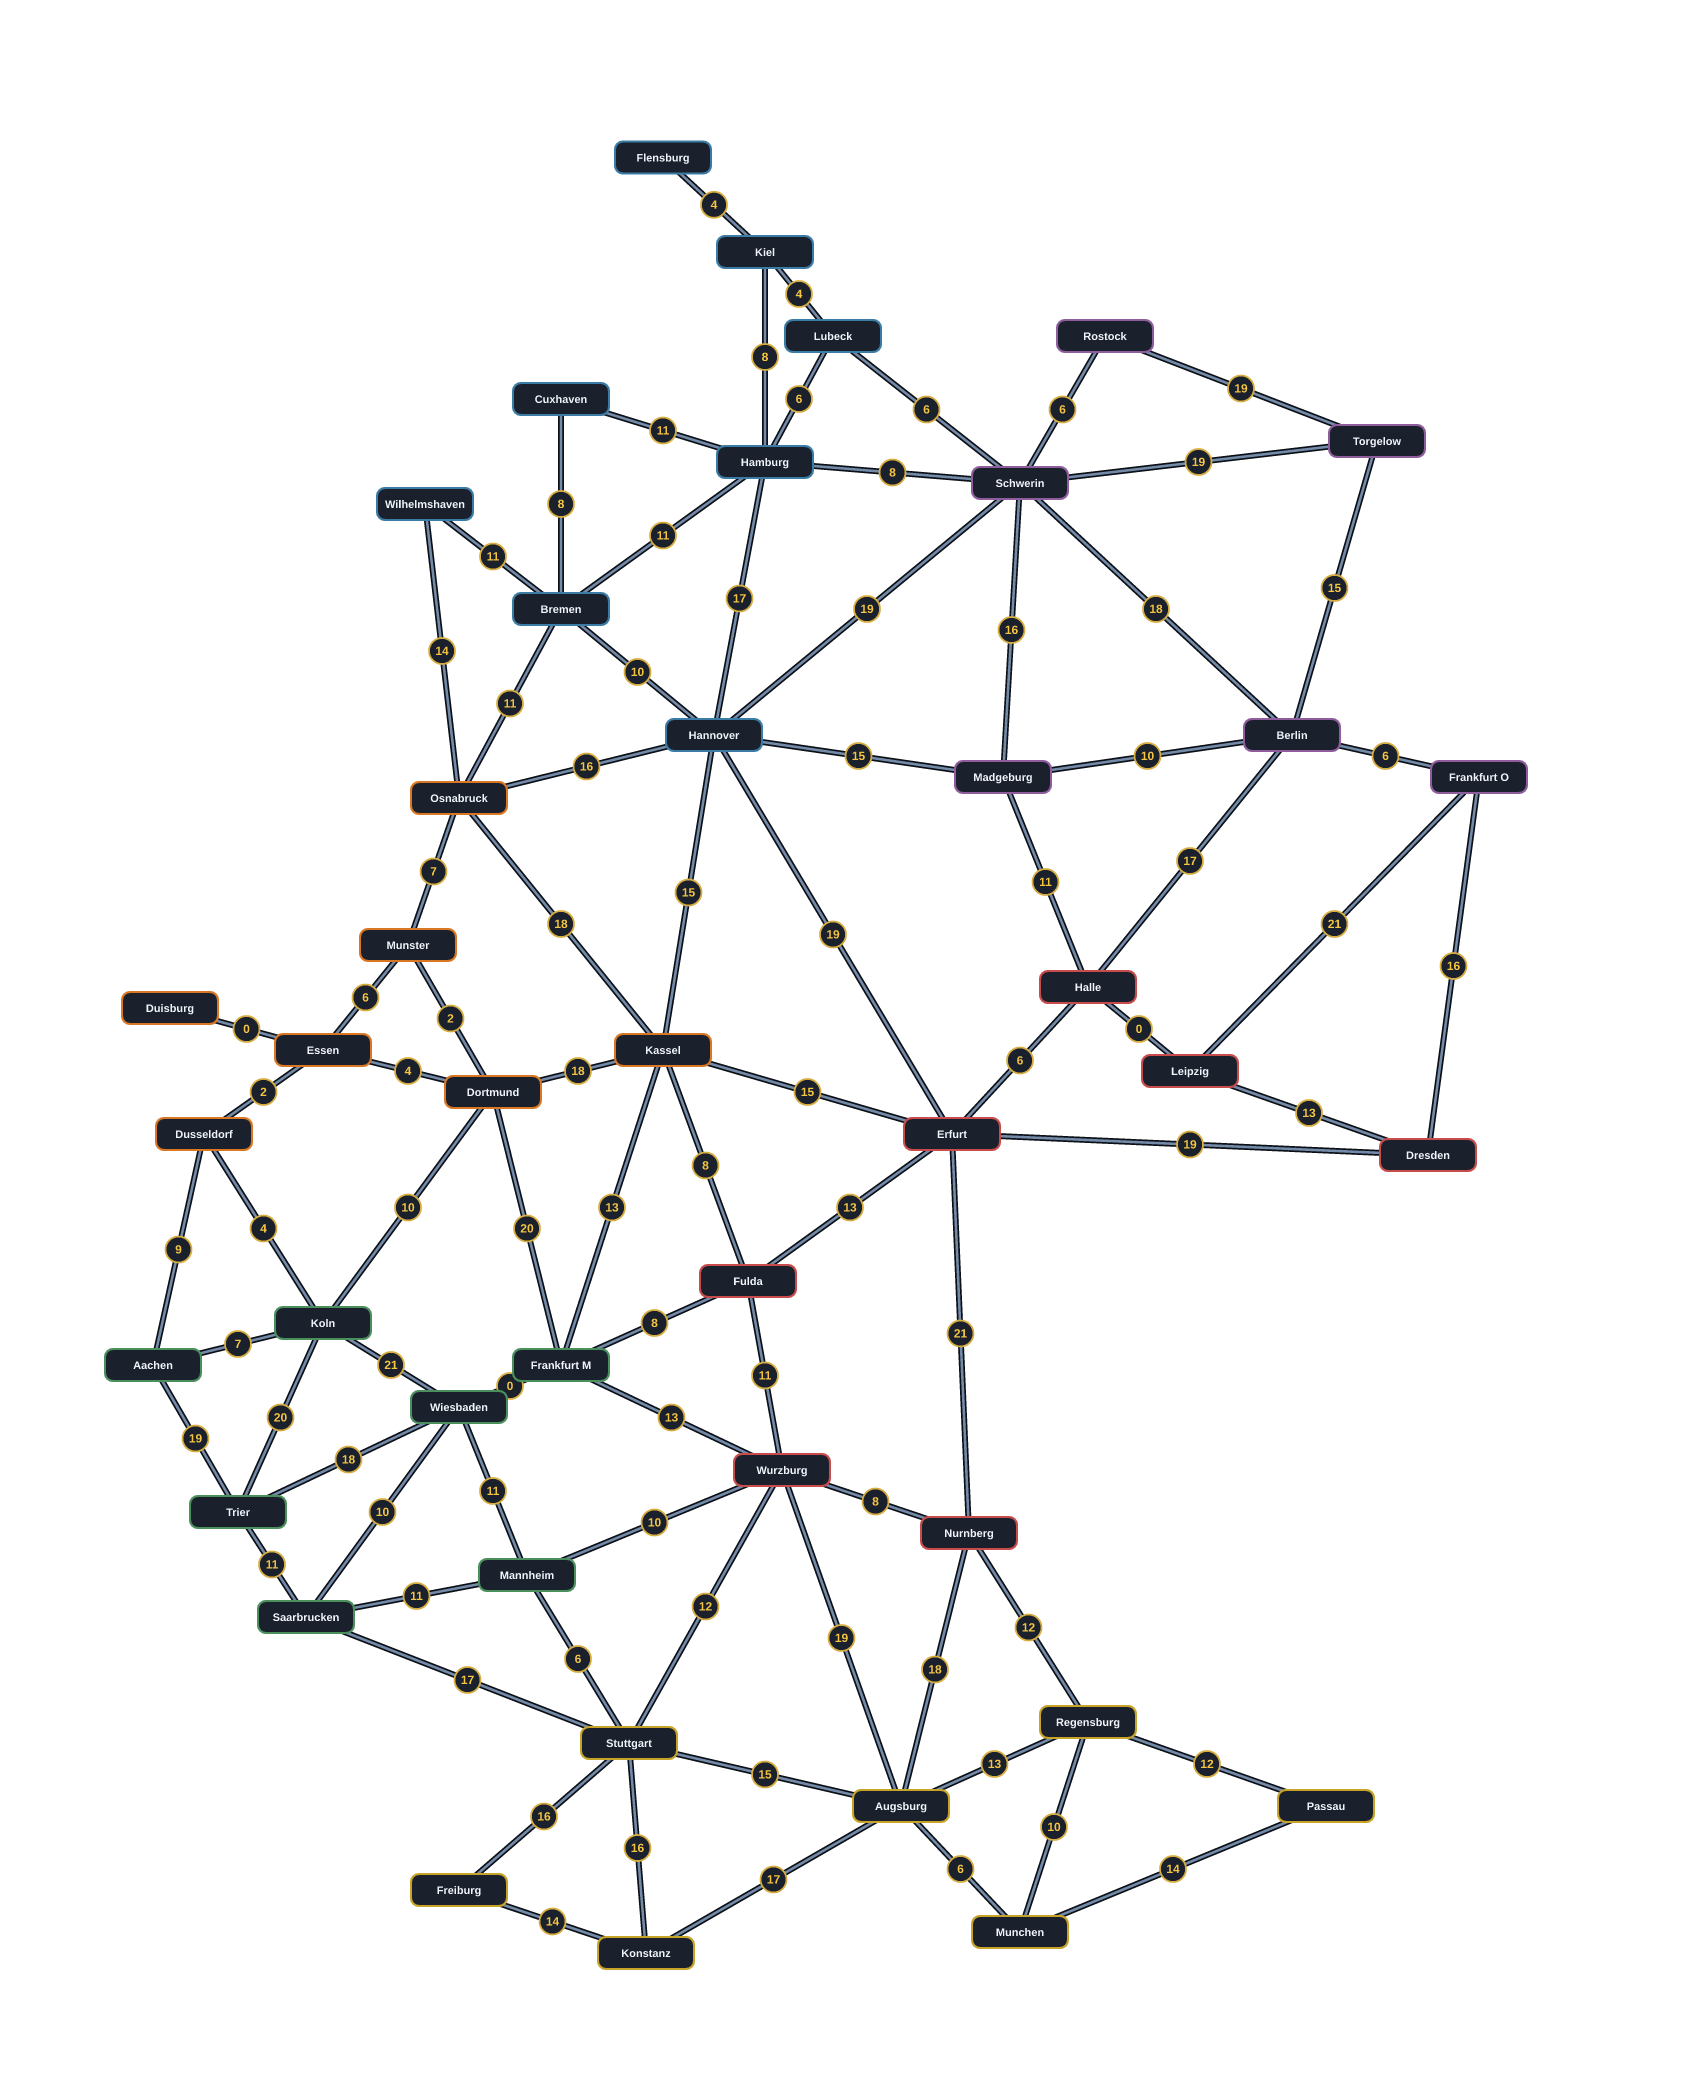 Flensburg
4
Kiel
4
Lubeck
Rostock
8
19
Cuxhaven
6
6
6
11
Torgelow
Hamburg
19
8
Schwerin
Wilhelmshaven
8
11
11
15
17
19
18
Bremen
16
14
10
11
Hannover
Berlin
15
10
6
16
Madgeburg
Frankfurt O
Osnabruck
17
7
11
15
18
21
19
Munster
16
Halle
6
Duisburg
2
0
0
Essen
Kassel
6
4
18
Leipzig
2
Dortmund
15
13
Dusseldorf
Erfurt
19
Dresden
8
10
13
13
4
20
9
Fulda
Koln
8
21
7
Aachen
21
Frankfurt M
11
0
Wiesbaden
20
13
19
18
Wurzburg
11
8
Trier
10
10
Nurnberg
11
Mannheim
11
12
Saarbrucken
12
19
6
18
17
Regensburg
Stuttgart
13
12
15
Augsburg
Passau
16
10
16
6
14
17
Freiburg
14
Munchen
Konstanz